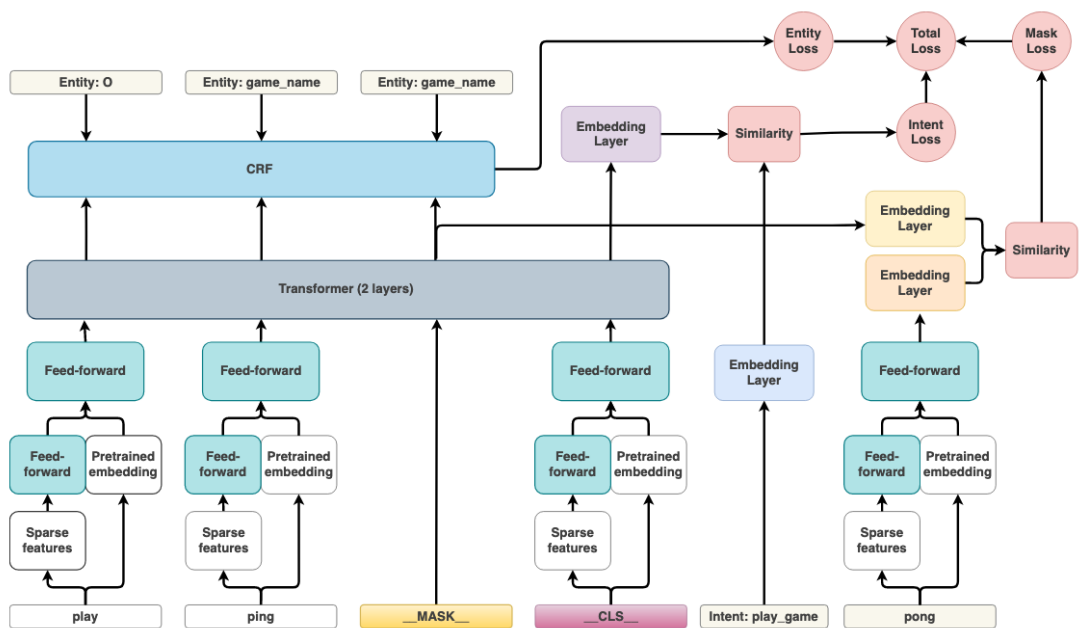 Entity Loss
Total Loss
Mask Loss
Entity: O
Entity: game_name
Entity: game_name
Embedding Layer
Similarity
Intent Loss
CRF
Embedding Layer
Similarity
Embedding Layer
Transformer (2 layers)
Feed-forward
Feed-forward
Feed-forward
Embedding Layer
Feed-forward
Feed-forward
Pretrained embedding
Feed-forward
Pretrained embedding
Feed-forward
Pretrained embedding
Feed-forward
Pretrained embedding
Sparse features
Sparse features
Sparse features
Sparse features
play
ping
__MASK__
__CLS__
Intent: play_game
pong